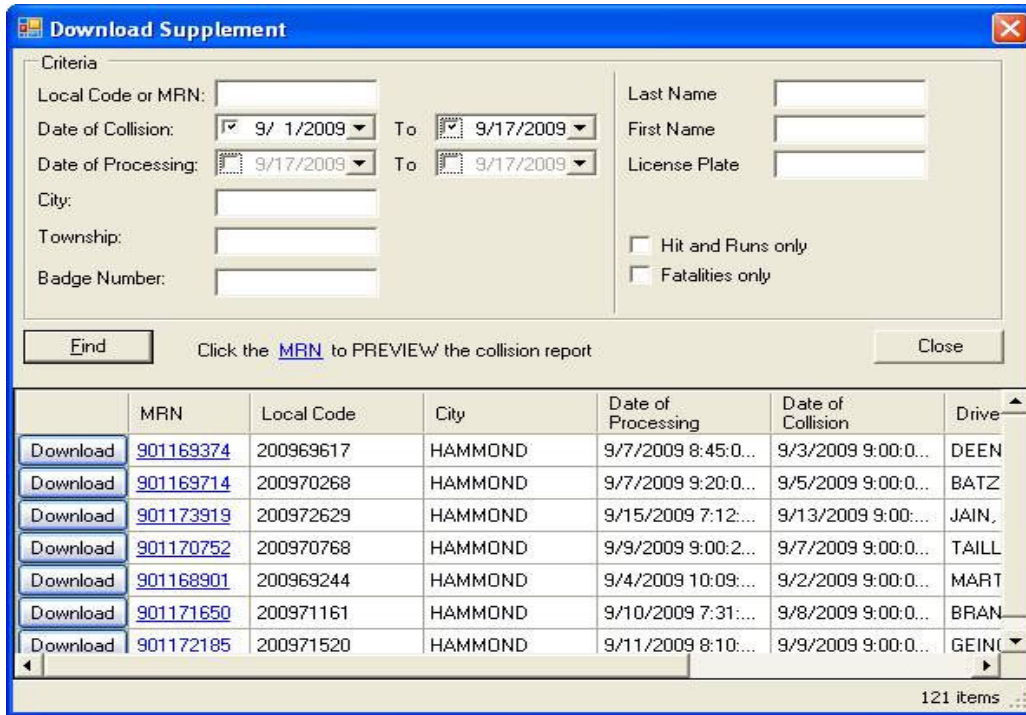 Download Supplement
Criteria
Local Code or MRN:
Last Name
Date of Collision: 9/ 1/2009 To 9/17/2009
First Name
Date of Processing: 9/17/2009 To 9/17/2009
License Plate
City:
Township:
Hit and Runs only
Badge Number:
Fatalities only
Find Click the MRN to PREVIEW the collision report Close
MRN Local Code City Date of Processing Date of Collision Drive
Download 901169374 200969617 HAMMOND 9/7/2009 8:45:0... 9/3/2009 9:00:0... DEEN
Download 901169714 200970268 HAMMOND 9/7/2009 9:20:0... 9/5/2009 9:00:0... BATZ
Download 901173919 200972629 HAMMOND 9/15/2009 7:12:... 9/13/2009 9:00:... JAIN,
Download 901170752 200970768 HAMMOND 9/9/2009 9:00:2... 9/7/2009 9:00:0... TAILL
Download 901168901 200969244 HAMMOND 9/4/2009 10:09:... 9/2/2009 9:00:0... MART
Download 901171650 200971161 HAMMOND 9/10/2009 7:31:... 9/8/2009 9:00:0... BRAN
Download 901172185 200971520 HAMMOND 9/11/2009 8:10:... 9/9/2009 9:00:0... GEIN
121 items